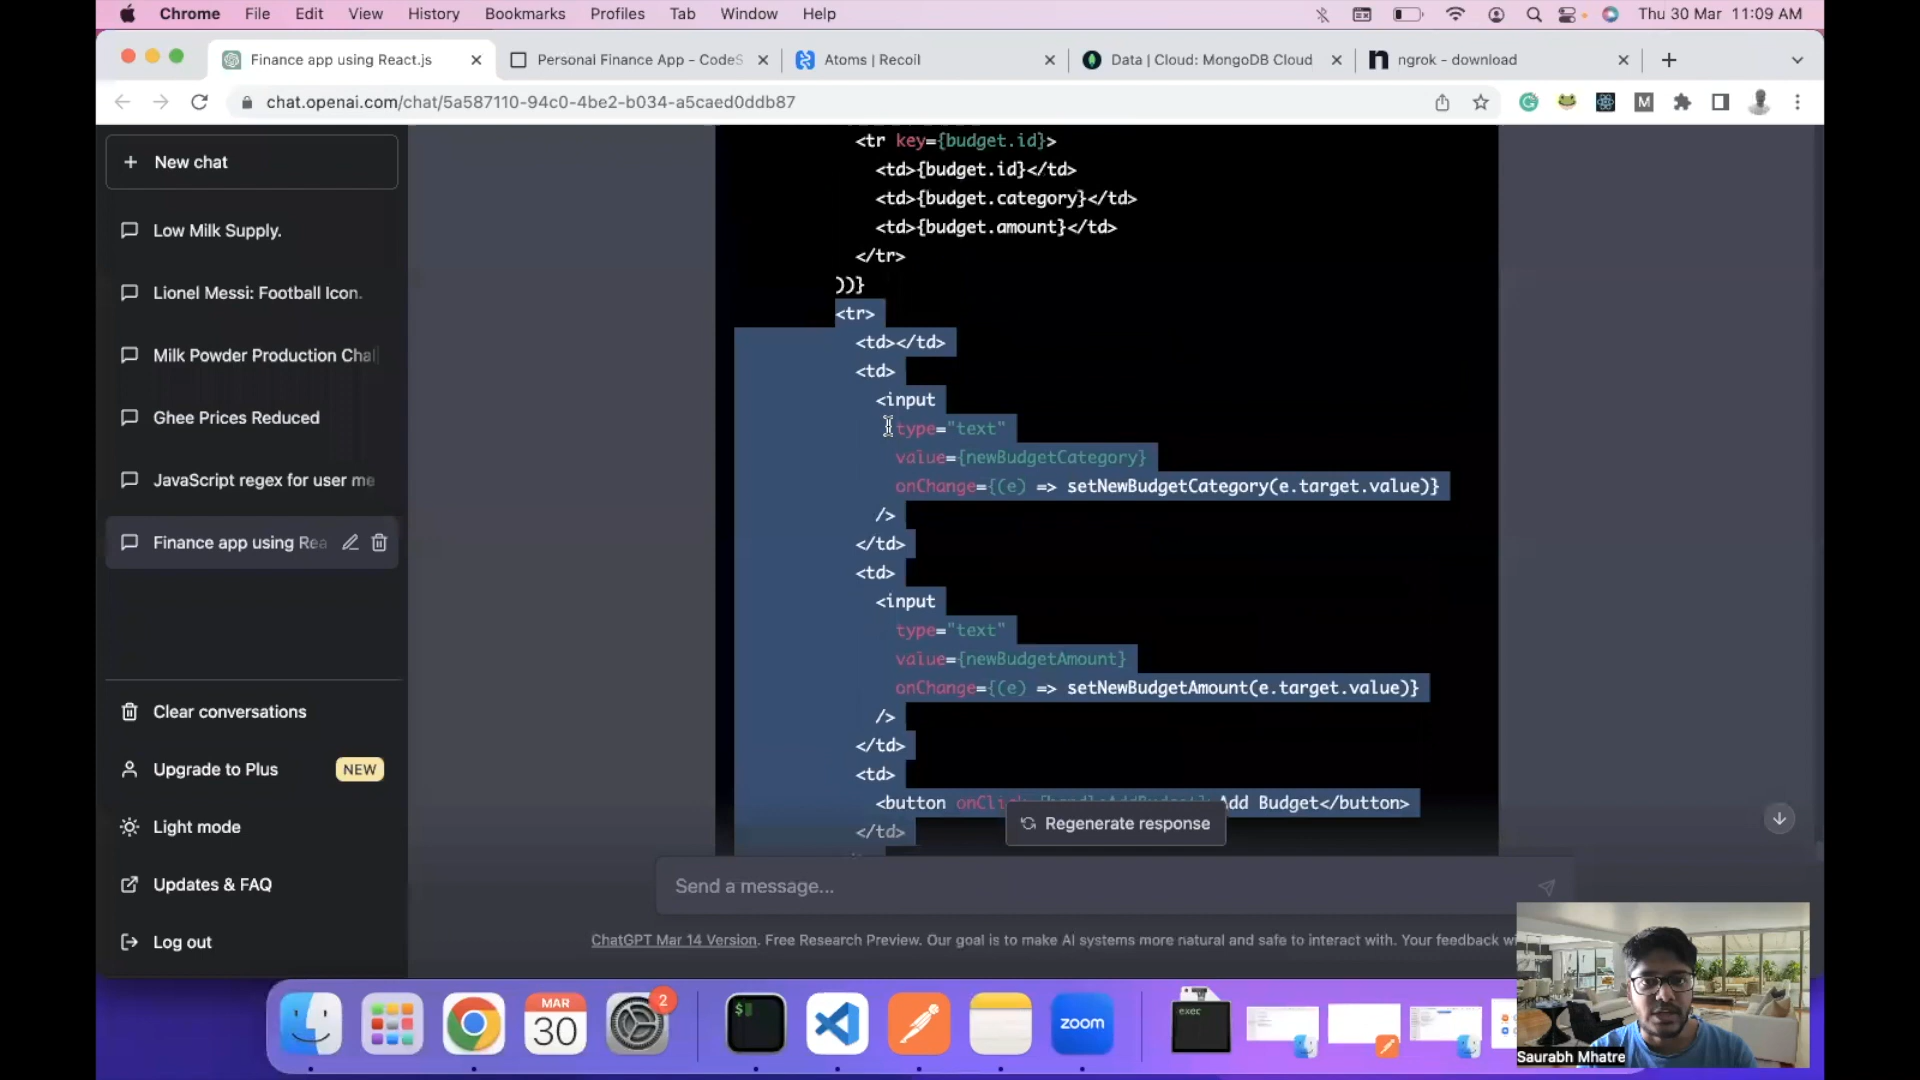 Chrome File Edit View History Bookmarks Profiles Tab Window Help Thu 30 Mar 11:09 AM
Finance app using React.js Personal Finance App - CodeS Atoms | Recoil Data | Cloud: MongoDB Cloud ngrok - download
chat.openai.com/chat/5a587110-94c0-4be2-b034-a5caed0ddb87
+ New chat
Low Milk Supply.
Lionel Messi: Football Icon.
Milk Powder Production Chal
Ghee Prices Reduced
JavaScript regex for user me
Finance app using Rea
Clear conversations
Upgrade to Plus NEW
Light mode
Updates & FAQ
Log out
<tr key={budget.id}>
<td>{budget.id}</td>
<td>{budget.category}</td>
<td>{budget.amount}</td>
</tr>
))}
<tr>
<td></td>
<td>
<input
type="text"
value={newBudgetCategory}
onChange={(e) => setNewBudgetCategory(e.target.value)}
/>
</td>
<td>
<input
type="text"
value={newBudgetAmount}
onChange={(e) => setNewBudgetAmount(e.target.value)}
/>
</td>
<td>
<button onClick Add Budget</button>
</td>
Regenerate response
Send a message...
ChatGPT Mar 14 Version. Free Research Preview. Our goal is to make AI systems more natural and safe to interact with. Your feedback wi
MAR
30
2
$
zoom
exec
Saurabh Mhatre